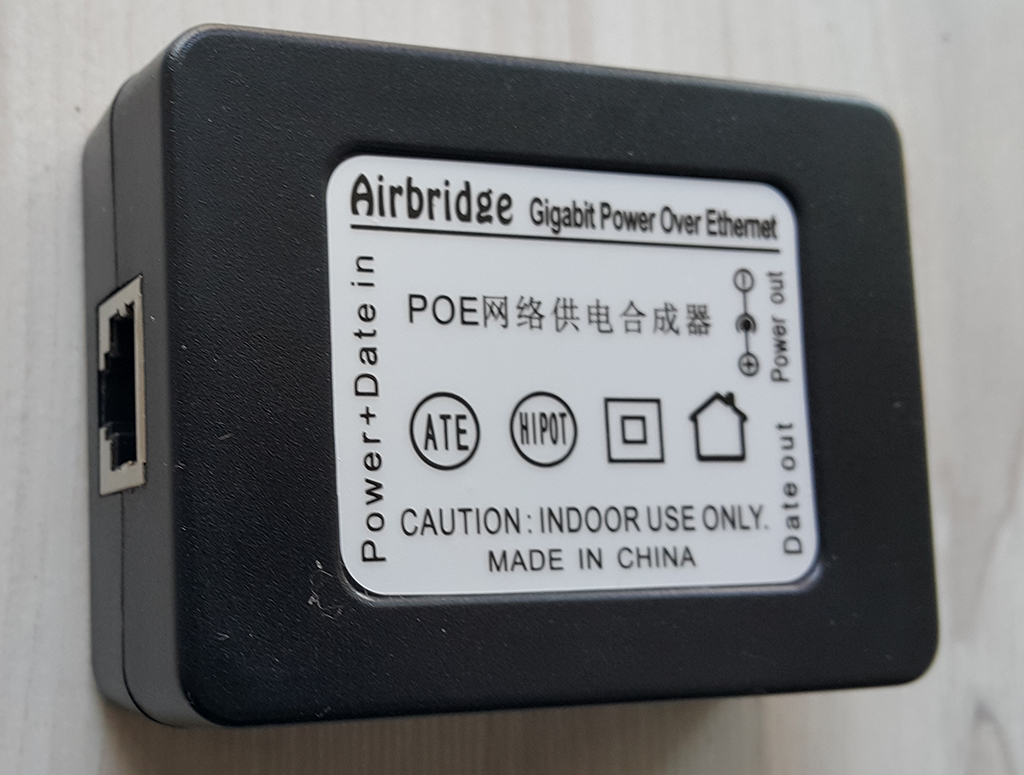 Airbridge Gigabit Power Over Ethernet
Power+Date in
POE网络供电合成器
Power out
ATE HIPOT
Date out
CAUTION: INDOOR USE ONLY.
MADE IN CHINA